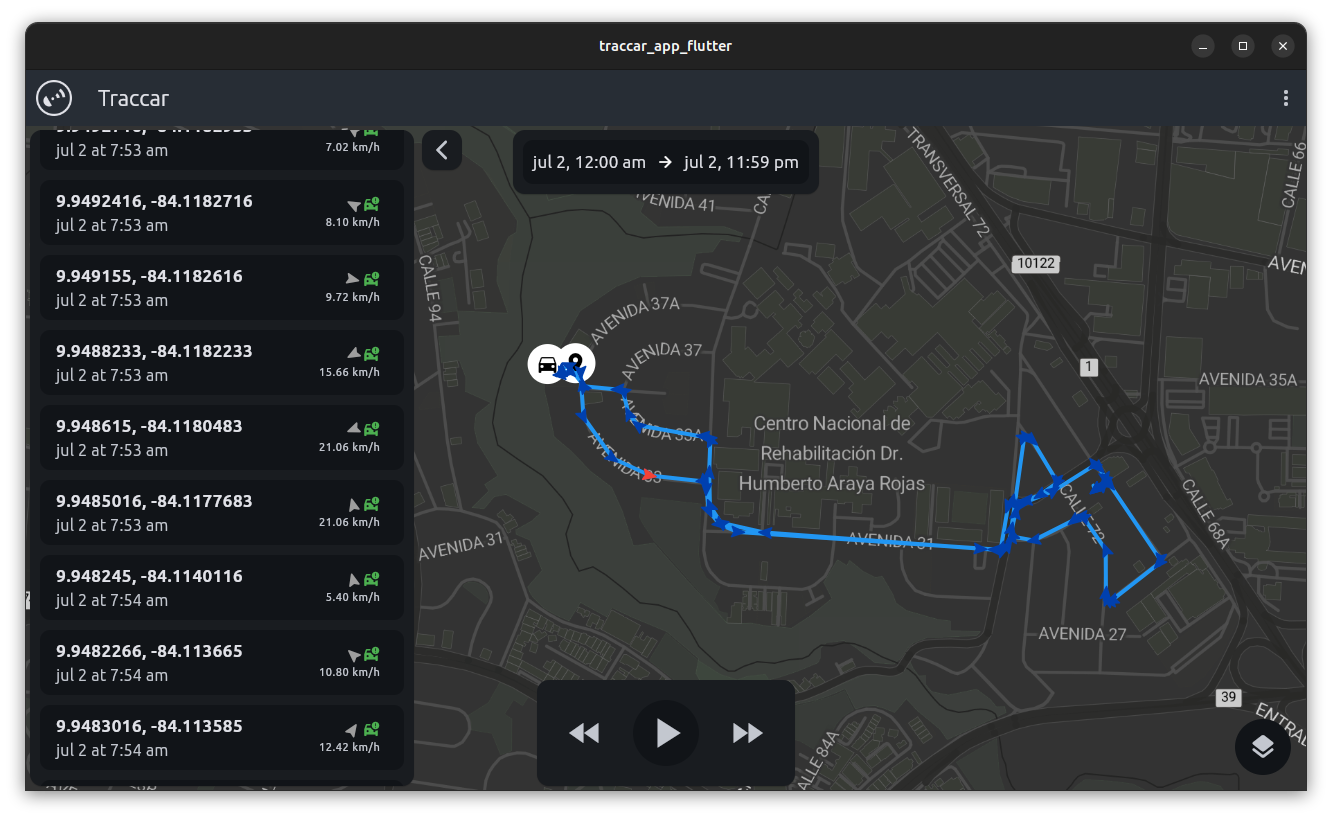 traccar_app_flutter
Traccar
jul 2 at 7:53 am
7.02 km/h
9.9492416, -84.1182716
jul 2 at 7:53 am
8.10 km/h
9.949155, -84.1182616
jul 2 at 7:53 am
9.72 km/h
9.9488233, -84.1182233
jul 2 at 7:53 am
15.66 km/h
9.948615, -84.1180483
jul 2 at 7:53 am
21.06 km/h
9.9485016, -84.1177683
jul 2 at 7:53 am
21.06 km/h
9.948245, -84.1140116
jul 2 at 7:54 am
5.40 km/h
9.9482266, -84.113665
jul 2 at 7:54 am
10.80 km/h
9.9483016, -84.113585
jul 2 at 7:54 am
12.42 km/h
jul 2, 12:00 am → jul 2, 11:59 pm
AVENIDA 41
CA
TRANSVERSAL 72
CALLE 66
10122
AVEN
CALLE 94
AVENIDA 37A
AVENIDA 37
1
AVENIDA 35A
AVENIDA 33A
Centro Nacional de
Rehabilitación Dr.
Humberto Araya Rojas
AVENIDA 33
CALLE 72
CALLE 68A
AVENIDA 31
AVENIDA 31
AVENIDA 27
39
ENTRAD
CALLE 84A